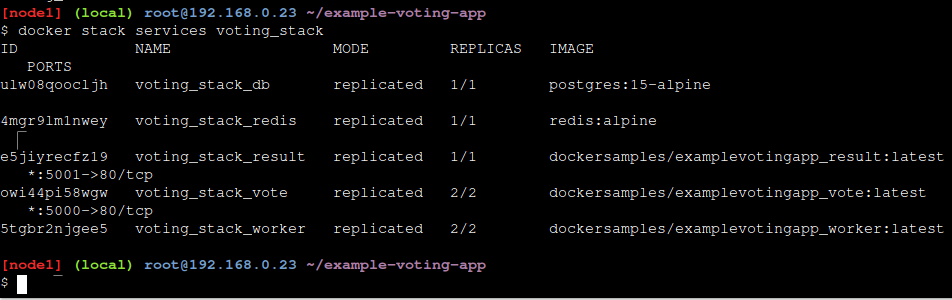 [node1] (local) root@192.168.0.23 ~/example-voting-app
$ docker stack services voting_stack
ID NAME MODE REPLICAS IMAGE
PORTS
ulw08qoocljh voting_stack_db replicated 1/1 postgres:15-alpine
4mgr9lm1nwey voting_stack_redis replicated 1/1 redis:alpine
e5jiyrecfz19 voting_stack_result replicated 1/1 dockersamples/examplevotingapp_result:latest
*:5001->80/tcp
owi44pi58wgw voting_stack_vote replicated 2/2 dockersamples/examplevotingapp_vote:latest
*:5000->80/tcp
5tgbr2njgee5 voting_stack_worker replicated 2/2 dockersamples/examplevotingapp_worker:latest
[node1] (local) root@192.168.0.23 ~/example-voting-app
$